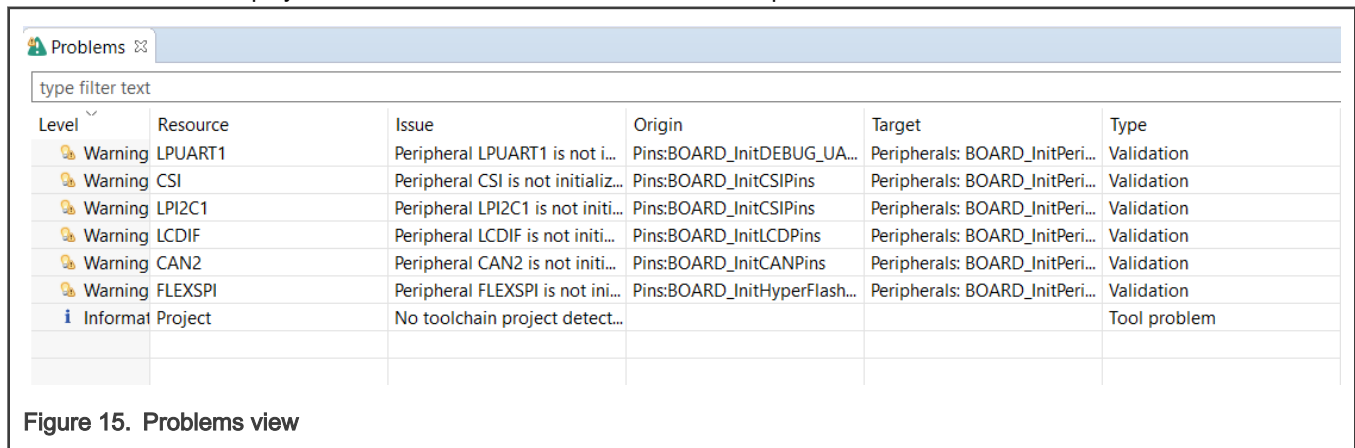 Problems
type filter text
Level Resource Issue Origin Target Type
Warning LPUART1 Peripheral LPUART1 is not i... Pins:BOARD_InitDEBUG_UA... Peripherals: BOARD_InitPeri... Validation
Warning CSI Peripheral CSI is not initializ... Pins:BOARD_InitCSIPins Peripherals: BOARD_InitPeri... Validation
Warning LPI2C1 Peripheral LPI2C1 is not initi... Pins:BOARD_InitCSIPins Peripherals: BOARD_InitPeri... Validation
Warning LCDIF Peripheral LCDIF is not initi... Pins:BOARD_InitLCDPins Peripherals: BOARD_InitPeri... Validation
Warning CAN2 Peripheral CAN2 is not initi... Pins:BOARD_InitCANPins Peripherals: BOARD_InitPeri... Validation
Warning FLEXSPI Peripheral FLEXSPI is not ini... Pins:BOARD_InitHyperFlash... Peripherals: BOARD_InitPeri... Validation
i Informat Project No toolchain project detect... Tool problem
Figure 15. Problems view